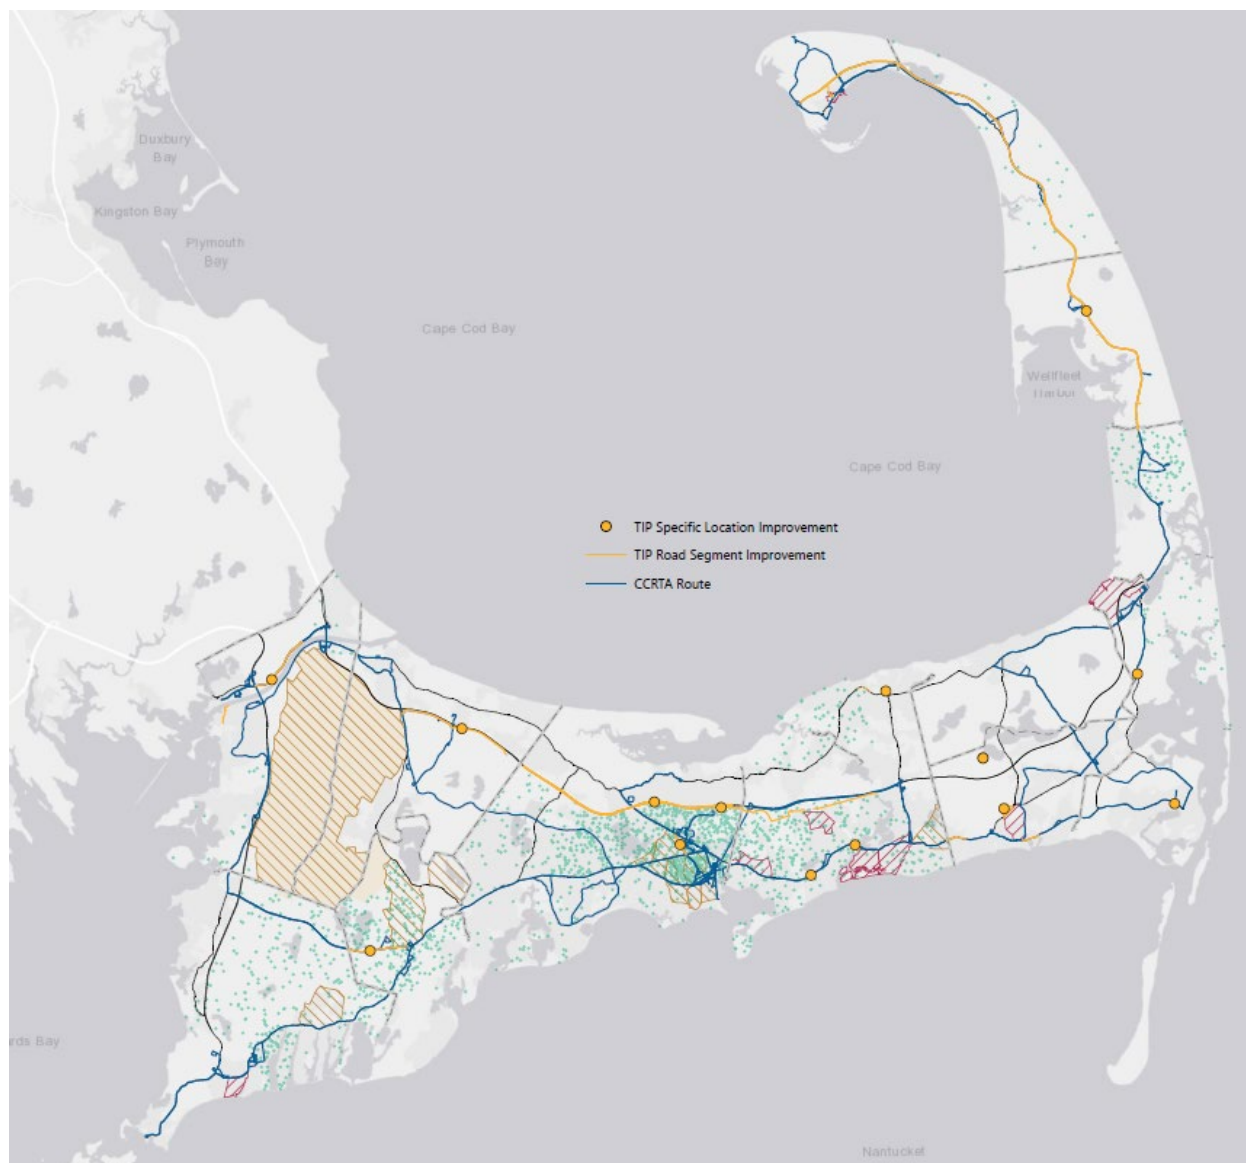 Duxbury
Bay
Kingston Bay
Plymouth
Bay
Cape Cod Bay
Wellfleet
Harbor
Cape Cod Bay
TIP Specific Location Improvement
TIP Road Segment Improvement
CCRTA Route
ards Bay
Nantucket